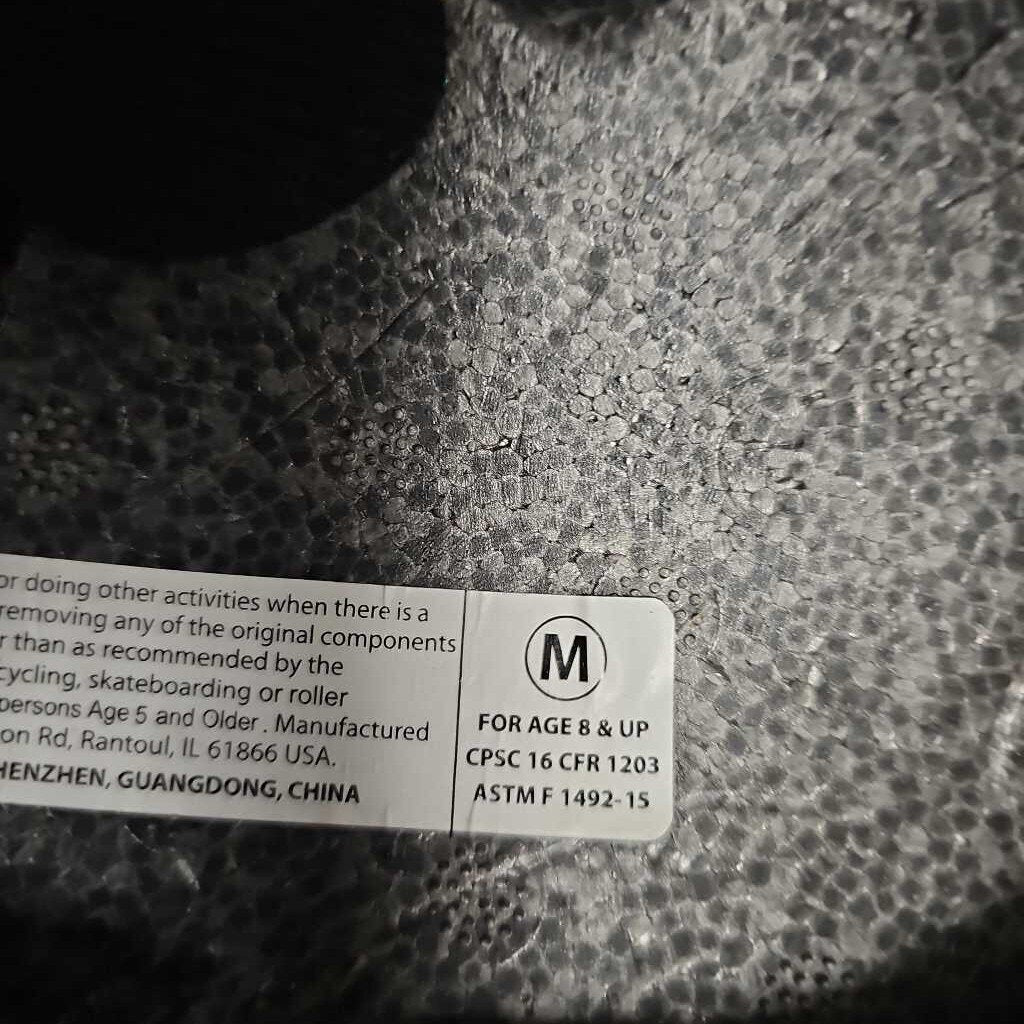 or doing other activities when there is a
removing any of the original components
r than as recommended by the
cycling, skateboarding or roller
persons Age 5 and Older . Manufactured
on Rd, Rantoul, IL 61866 USA.
HENZHEN, GUANGDONG, CHINA
M
FOR AGE 8 & UP
CPSC 16 CFR 1203
ASTM F 1492-15